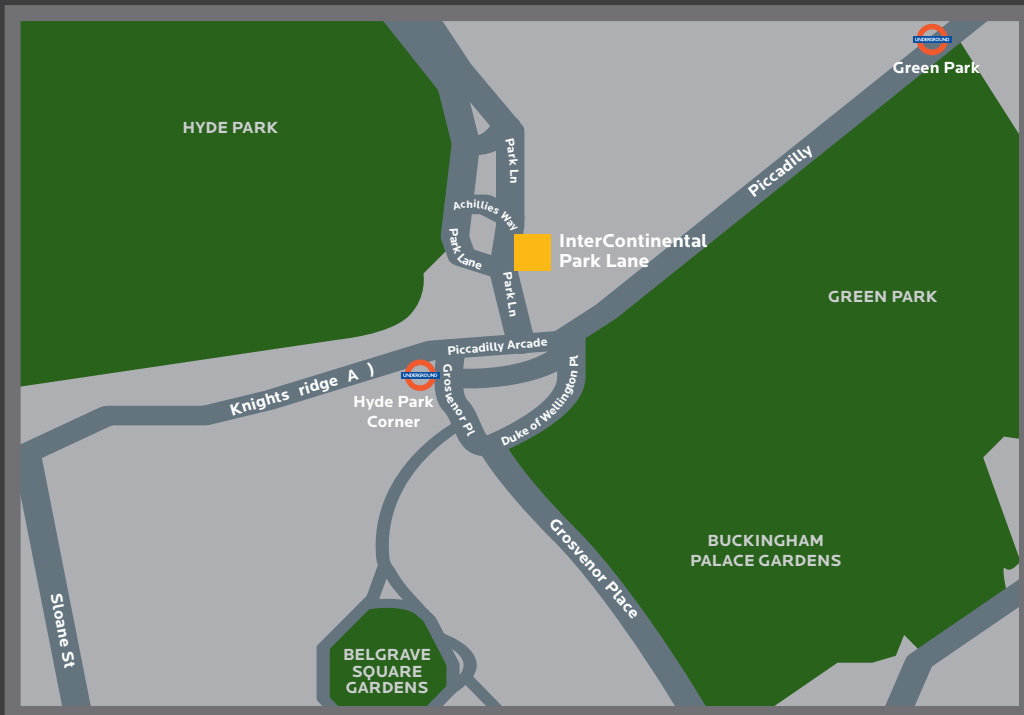 UNDERGROUND
Green Park
HYDE PARK
Park Ln
Piccadilly
Achillies Way
Park Lane
InterContinental
Park Lane
Park Ln
GREEN PARK
Piccadilly Arcade
UNDERGROUND
Knights ridge A )
Grosvenor Pl
Duke of Wellington Pl
Hyde Park
Corner
Grosvenor Place
BUCKINGHAM
PALACE GARDENS
Sloane St
BELGRAVE
SQUARE
GARDENS